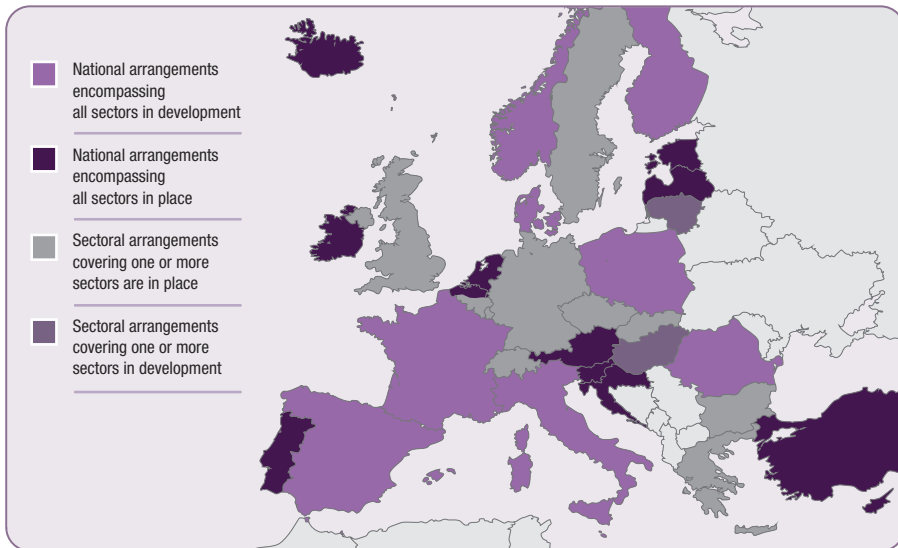 National arrangements
encompassing
all sectors in development
National arrangements
encompassing
all sectors in place
Sectoral arrangements
covering one or more
sectors are in place
Sectoral arrangements
covering one or more
sectors in development